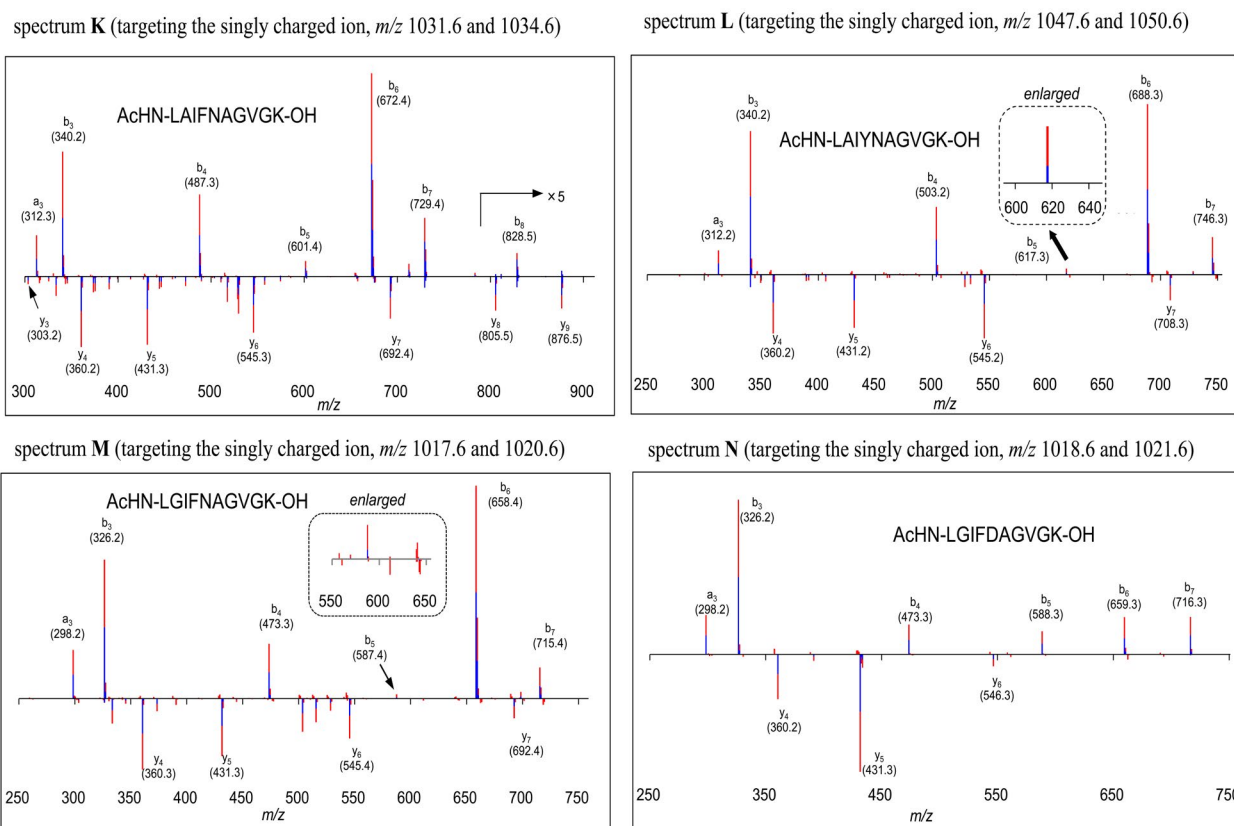 spectrum K (targeting the singly charged ion, m/z 1031.6 and 1034.6)
AcHN-LAIFNAGVGK-OH
a3
(312.3)
b3
(340.2)
b4
(487.3)
b5
(601.4)
b6
(672.4)
b7
(729.4)
×5
b8
(828.5)
y3
(303.2)
y4
(360.2)
y5
(431.3)
y6
(545.3)
y7
(692.4)
y8
(805.5)
y9
(876.5)
300 400 500 600 700 800 900
m/z
spectrum L (targeting the singly charged ion, m/z 1047.6 and 1050.6)
AcHN-LAIYNAGVGK-OH
a3
(312.2)
b3
(340.2)
b4
(503.2)
enlarged
600 620 640
b5
(617.3)
b6
(688.3)
b7
(746.3)
y4
(360.2)
y5
(431.2)
y6
(545.2)
y7
(708.3)
250 300 350 400 450 500 550 600 650 700 750
m/z
spectrum M (targeting the singly charged ion, m/z 1017.6 and 1020.6)
AcHN-LGIFNAGVGK-OH
a3
(298.2)
b3
(326.2)
b4
(473.3)
enlarged
550 600 650
b5
(587.4)
b6
(658.4)
b7
(715.4)
y4
(360.3)
y5
(431.3)
y6
(545.4)
y7
(692.4)
250 300 350 400 450 500 550 600 650 700 750
m/z
spectrum N (targeting the singly charged ion, m/z 1018.6 and 1021.6)
AcHN-LGIFDAGVGK-OH
a3
(298.2)
b3
(326.2)
b4
(473.3)
b5
(588.3)
b6
(659.3)
b7
(716.3)
y4
(360.2)
y5
(431.3)
y6
(546.3)
250 350 450 550 650 750
m/z